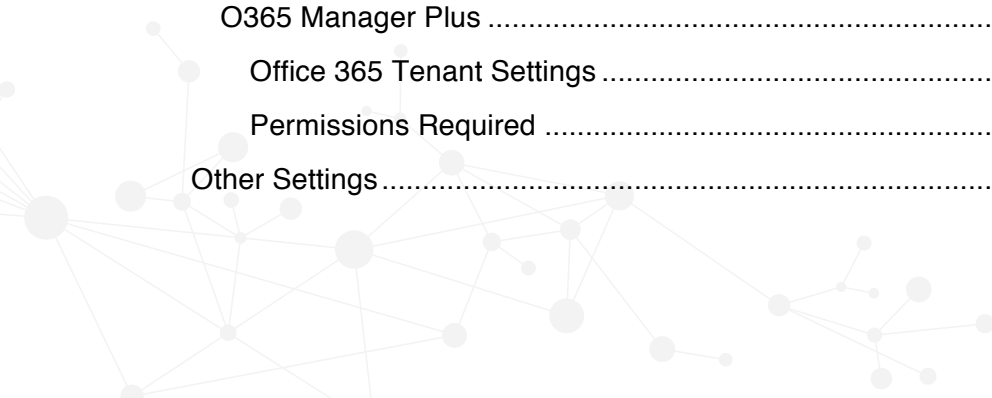 O365 Manager Plus ..............................................................
Office 365 Tenant Settings ................................................
Permissions Required .......................................................
Other Settings ...........................................................................